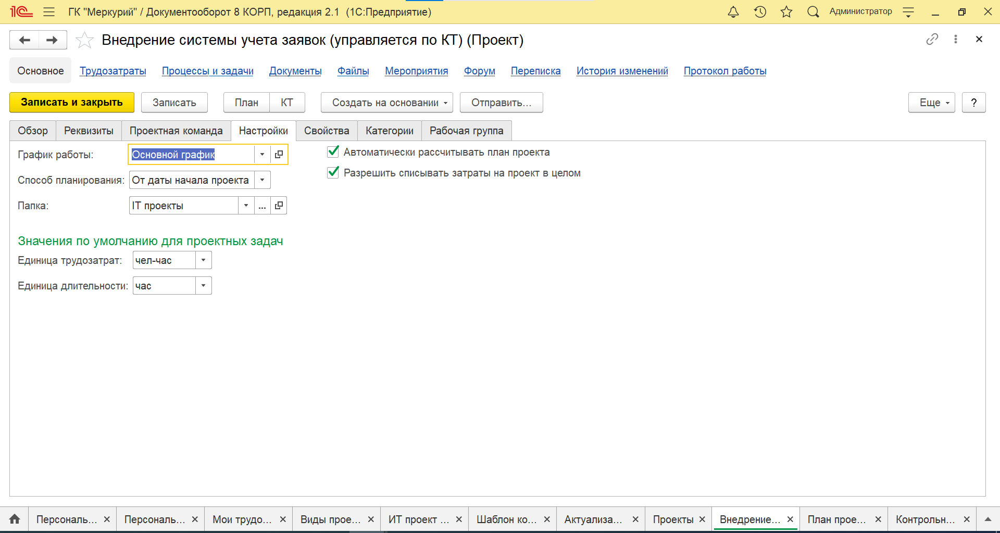 1С ГК "Меркурий" / Документооборот 8 КОРП, редакция 2.1 (1С:Предприятие) Администратор
Внедрение системы учета заявок (управляется по КТ) (Проект)
Основное Трудозатраты Процессы и задачи Документы Файлы Мероприятия Форум Переписка История изменений Протокол работы
Записать и закрыть Записать План КТ Создать на основании Отправить... Еще ?
Обзор Реквизиты Проектная команда Настройки Свойства Категории Рабочая группа
График работы: Основной график Автоматически рассчитывать план проекта
Разрешить списывать затраты на проект в целом
Способ планирования: От даты начала проекта
Папка: IT проекты ...
Значения по умолчанию для проектных задач
Единица трудозатрат: чел-час
Единица длительности: час
Персональ... Персональ... Мои трудо... Виды прое... ИТ проект ... Шаблон ко... Актуализа... Проекты Внедрение... План прое... Контрольн...